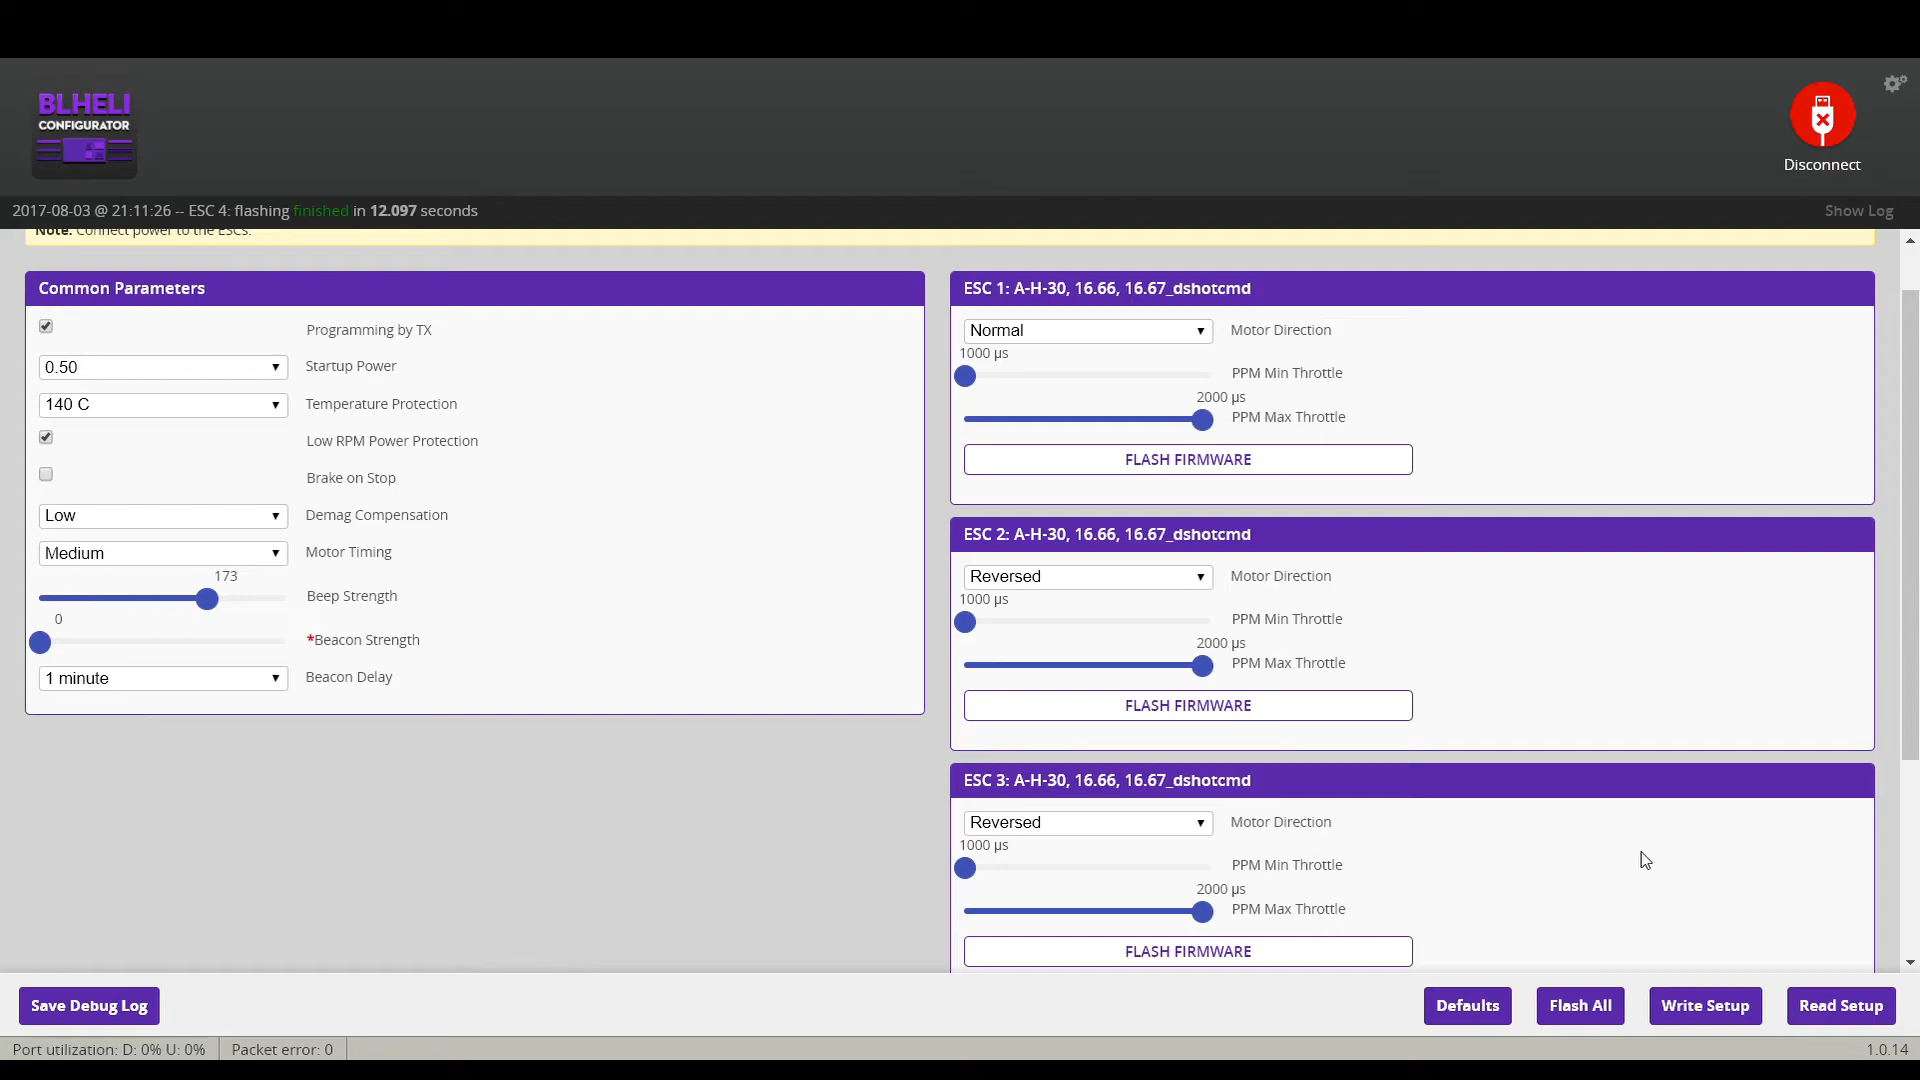 BLHELI
CONFIGURATOR
Disconnect
2017-08-03 @ 21:11:26 -- ESC 4: flashing finished in 12.097 seconds
Show Log
Note: Connect power to the ESCs.
Common Parameters
Programming by TX
0.50 Startup Power
140 C Temperature Protection
Low RPM Power Protection
Brake on Stop
Low Demag Compensation
Medium Motor Timing
173
Beep Strength
0
*Beacon Strength
1 minute Beacon Delay
ESC 1: A-H-30, 16.66, 16.67_dshotcmd
Normal Motor Direction
1000 µs
PPM Min Throttle
2000 µs
PPM Max Throttle
FLASH FIRMWARE
ESC 2: A-H-30, 16.66, 16.67_dshotcmd
Reversed Motor Direction
1000 µs
PPM Min Throttle
2000 µs
PPM Max Throttle
FLASH FIRMWARE
ESC 3: A-H-30, 16.66, 16.67_dshotcmd
Reversed Motor Direction
1000 µs
PPM Min Throttle
2000 µs
PPM Max Throttle
FLASH FIRMWARE
Save Debug Log
Defaults
Flash All
Write Setup
Read Setup
Port utilization: D: 0% U: 0%
Packet error: 0
1.0.14